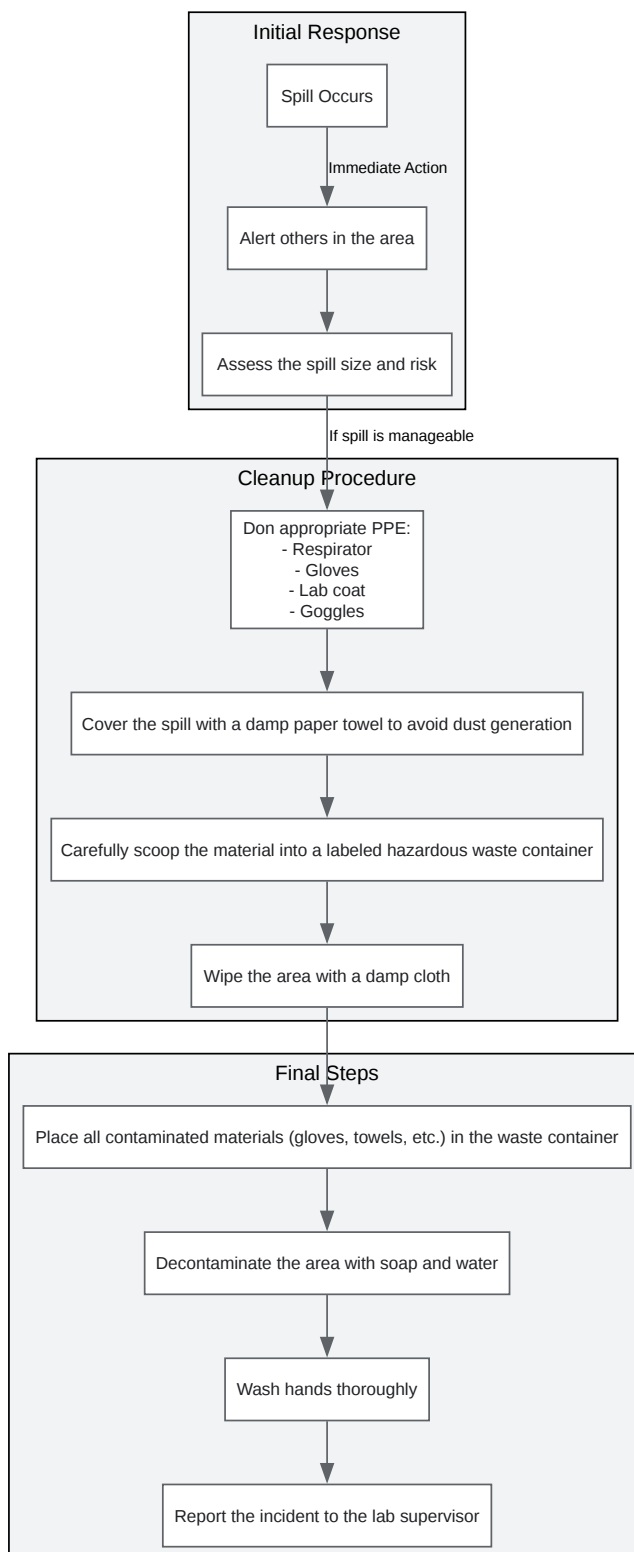 Initial Response
Spill Occurs
Immediate Action
Alert others in the area
Assess the spill size and risk
If spill is manageable
Cleanup Procedure
Don appropriate PPE:
- Respirator
- Gloves
- Lab coat
- Goggles
Cover the spill with a damp paper towel to avoid dust generation
Carefully scoop the material into a labeled hazardous waste container
Wipe the area with a damp cloth
Final Steps
Place all contaminated materials (gloves, towels, etc.) in the waste container
Decontaminate the area with soap and water
Wash hands thoroughly
Report the incident to the lab supervisor